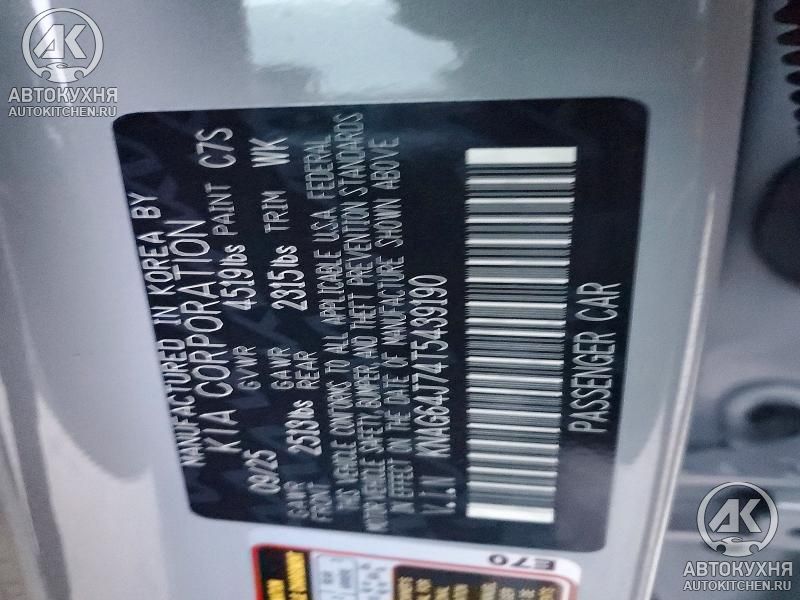 MANUFACTURED IN KOREA BY
KIA CORPORATION
09/25 GVWR 4519lbs PAINT C7S
GAWR FRONT 2513lbs GAWR REAR 2315lbs TRIM WK
THIS VEHICLE CONFORMS TO ALL APPLICABLE U.S.A. FEDERAL
MOTOR VEHICLE SAFETY BUMPER, AND THEFT PREVENTION STANDARDS
IN EFFECT ON THE DATE OF MANUFACTURE SHOWN ABOVE
V.I.N KNAG64J74T5439190
PASSENGER CAR
E70
АК
АВТОКУХНЯ
AUTOKITCHEN.RU
АК
АВТОКУХНЯ
AUTOKITCHEN.RU